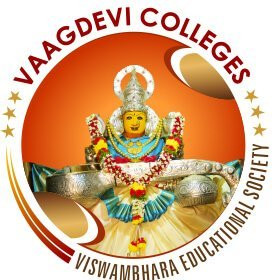 VAAGDEVI COLLEGES
VISWAMBHARA EDUCATIONAL SOCIETY